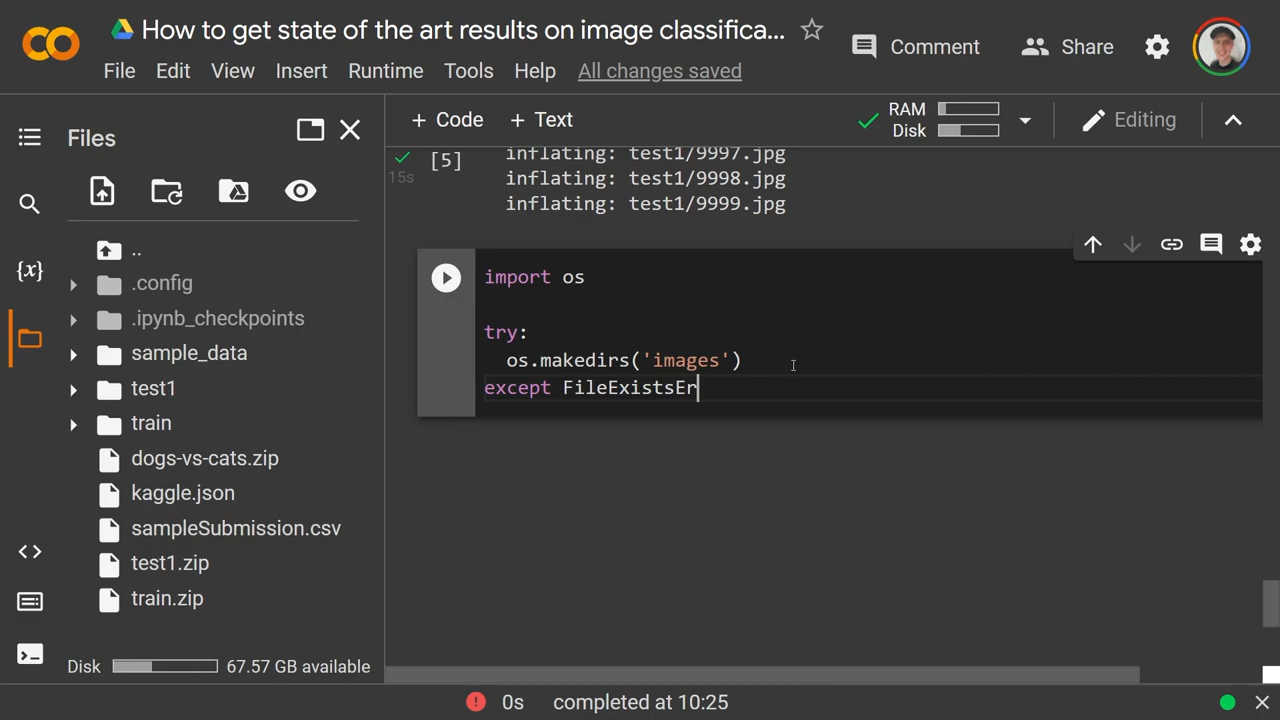 How to get state of the art results on image classifica...
Comment
Share
File Edit View Insert Runtime Tools Help All changes saved
Files
+ Code + Text
RAM
Disk
Editing
..
.config
.ipynb_checkpoints
sample_data
test1
train
dogs-vs-cats.zip
kaggle.json
sampleSubmission.csv
test1.zip
train.zip
Disk 67.57 GB available
{x}
[5]
15s
inflating: test1/9997.jpg
inflating: test1/9998.jpg
inflating: test1/9999.jpg
import os
try:
os.makedirs('images')
except FileExistsEr
0s completed at 10:25